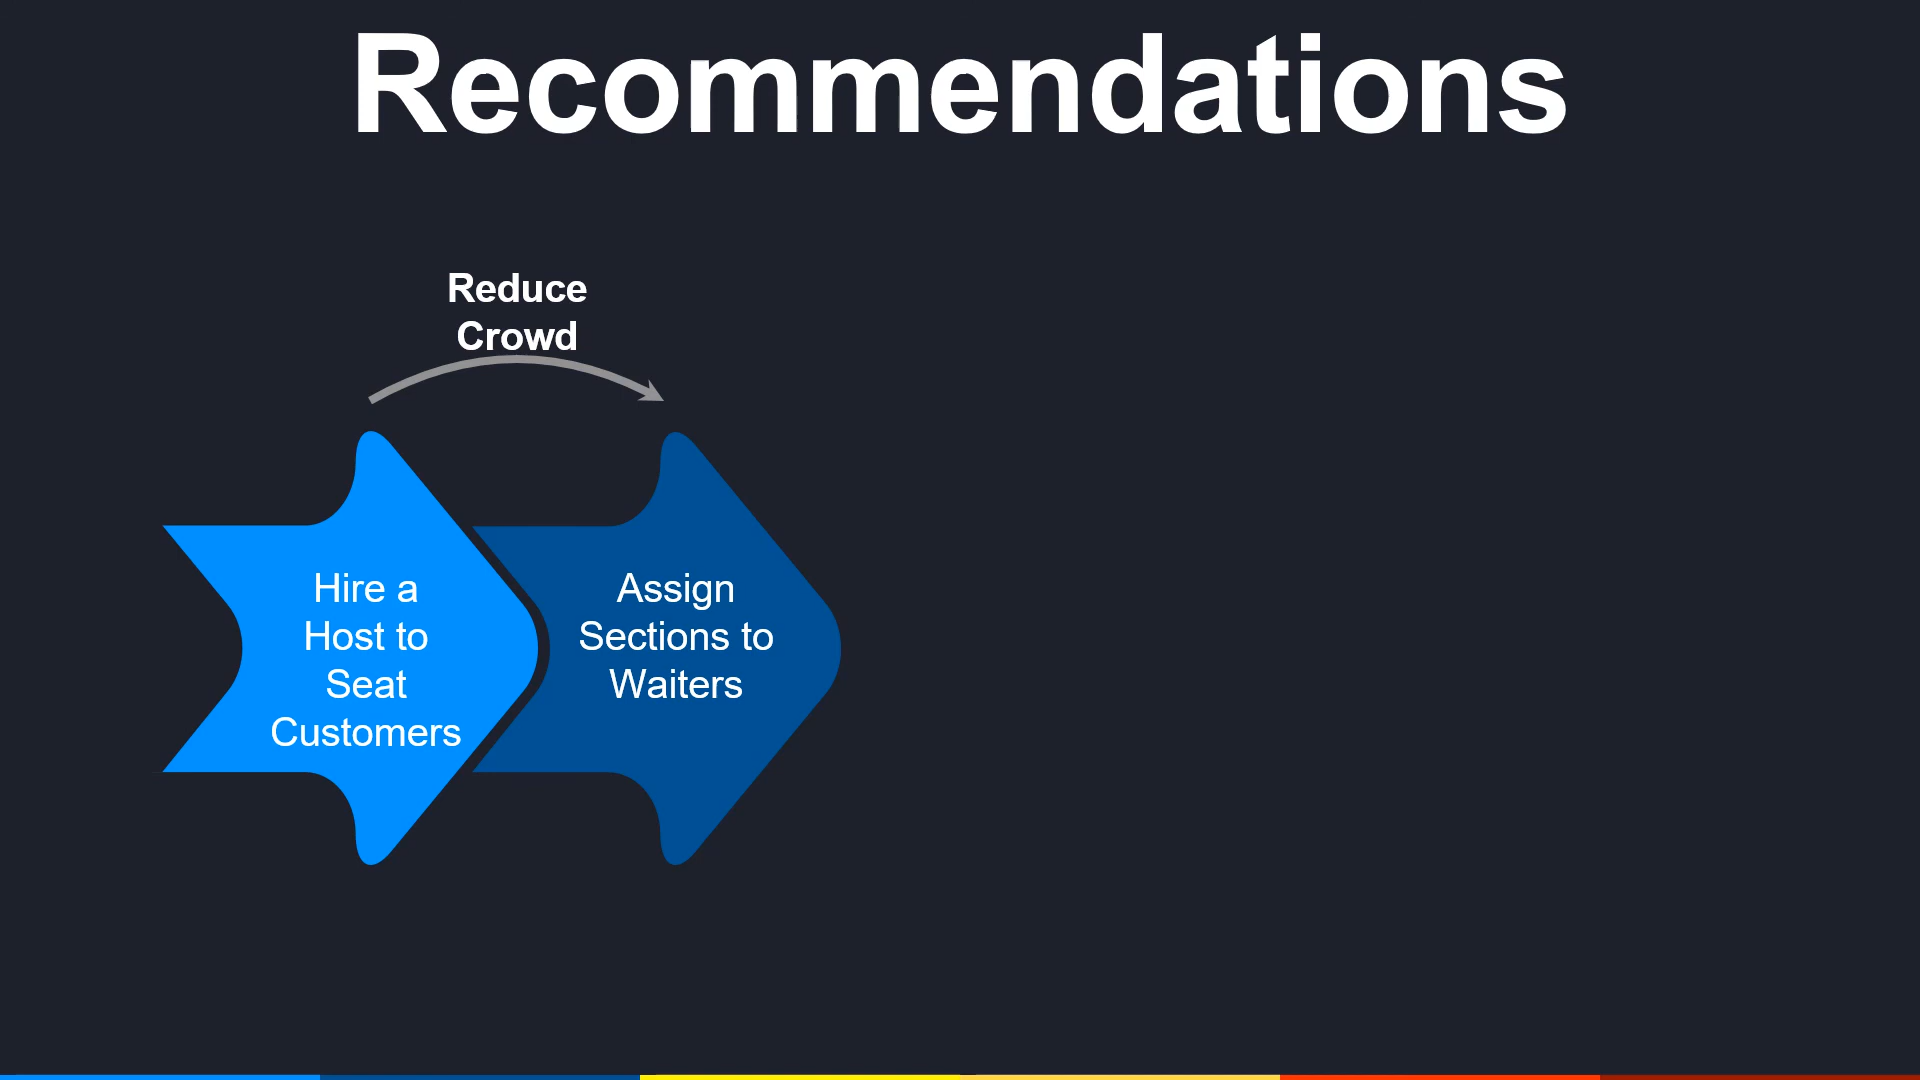 Recommendations
Reduce
Crowd
Hire a
Host to
Seat
Customers
Assign
Sections to
Waiters